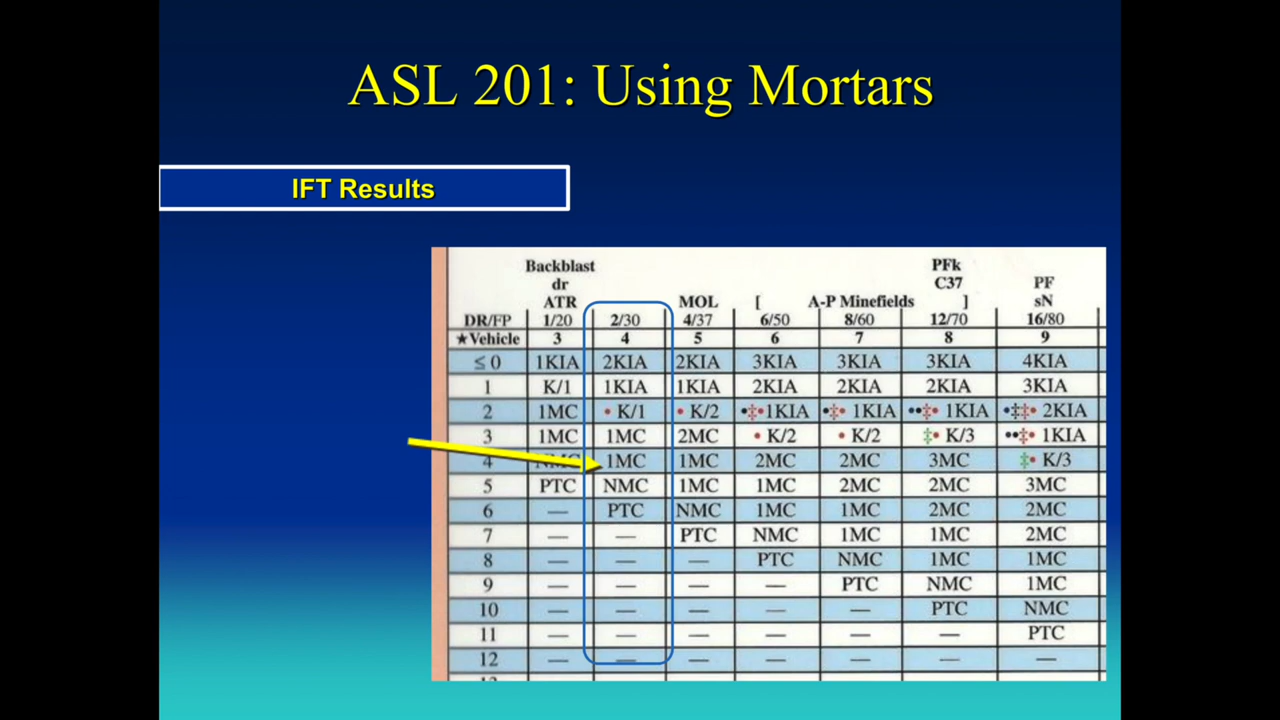 ASL 201: Using Mortars
IFT Results
Backblast PFk
dr C37 PF
ATR MOL [ A-P Minefields ] sN
DR/FP 1/20 2/30 4/37 6/50 8/60 12/70 16/80
★Vehicle 3 4 5 6 7 8 9
≤ 0 1KIA 2KIA 2KIA 3KIA 3KIA 3KIA 4KIA
1 K/1 1KIA 1KIA 2KIA 2KIA 2KIA 3KIA
2 1MC • K/1 • K/2 •‡•1KIA •‡• 1KIA ••‡• 1KIA •‡‡• 2KIA
3 1MC 1MC 2MC • K/2 • K/2 ‡• K/3 ••‡• 1KIA
4 NMC 1MC 1MC 2MC 2MC 3MC ‡• K/3
5 PTC NMC 1MC 1MC 2MC 2MC 3MC
6 — PTC NMC 1MC 1MC 2MC 2MC
7 — — PTC NMC 1MC 1MC 2MC
8 — — — PTC NMC 1MC 1MC
9 — — — — PTC NMC 1MC
10 — — — — — PTC NMC
11 — — — — — — PTC
12 — — — — — — —